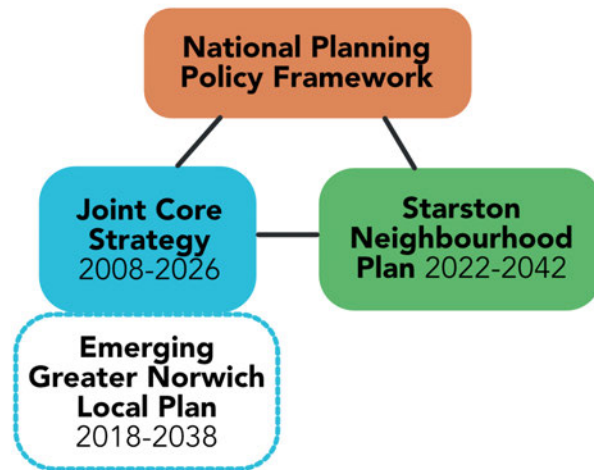 National Planning
Policy Framework
Joint Core
Strategy
2008-2026
Starston
Neighbourhood
Plan 2022-2042
Emerging
Greater Norwich
Local Plan
2018-2038